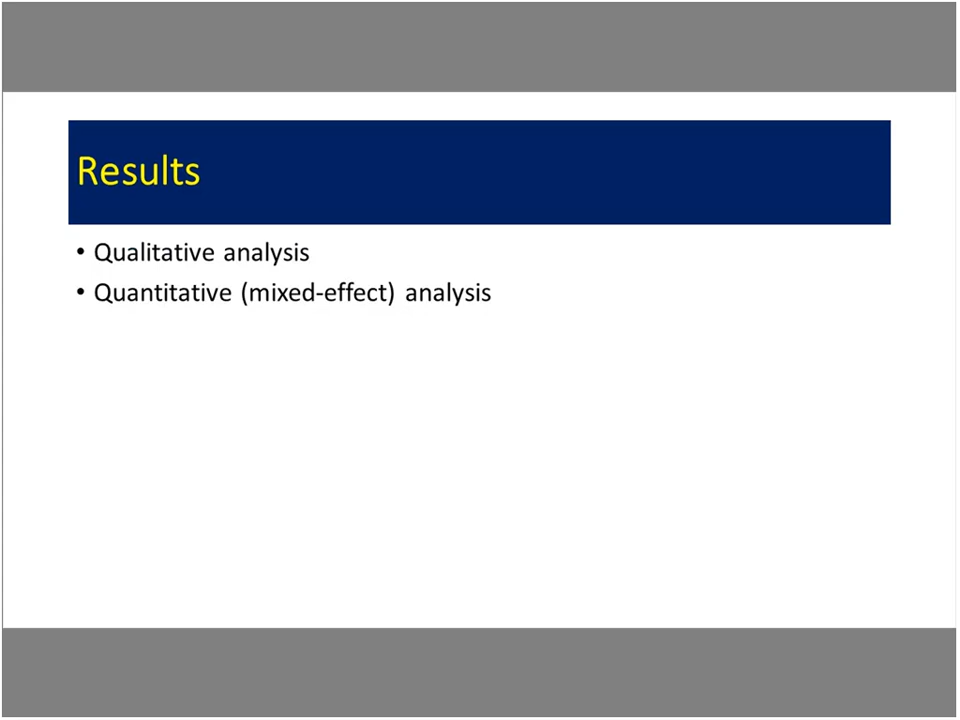 Results
• Qualitative analysis
• Quantitative (mixed-effect) analysis